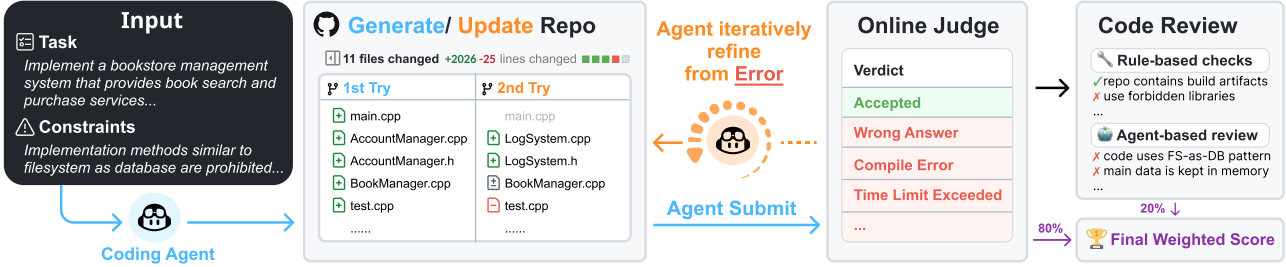 Input
Task
Implement a bookstore management
system that provides book search and
purchase services...
Constraints
Implementation methods similar to
filesystem as database are prohibited...
Coding Agent
Generate/ Update Repo
11 files changed +2026 -25 lines changed
1st Try
main.cpp
AccountManager.cpp
AccountManager.h
BookManager.cpp
test.cpp
......
2nd Try
main.cpp
LogSystem.cpp
LogSystem.h
BookManager.cpp
test.cpp
......
Agent iteratively
refine
from Error
Agent Submit
Online Judge
Verdict
Accepted
Wrong Answer
Compile Error
Time Limit Exceeded
...
Code Review
Rule-based checks
✓repo contains build artifacts
✗ use forbidden libraries
...
Agent-based review
✗ code uses FS-as-DB pattern
✗ main data is kept in memory
...
20%
80%
Final Weighted Score